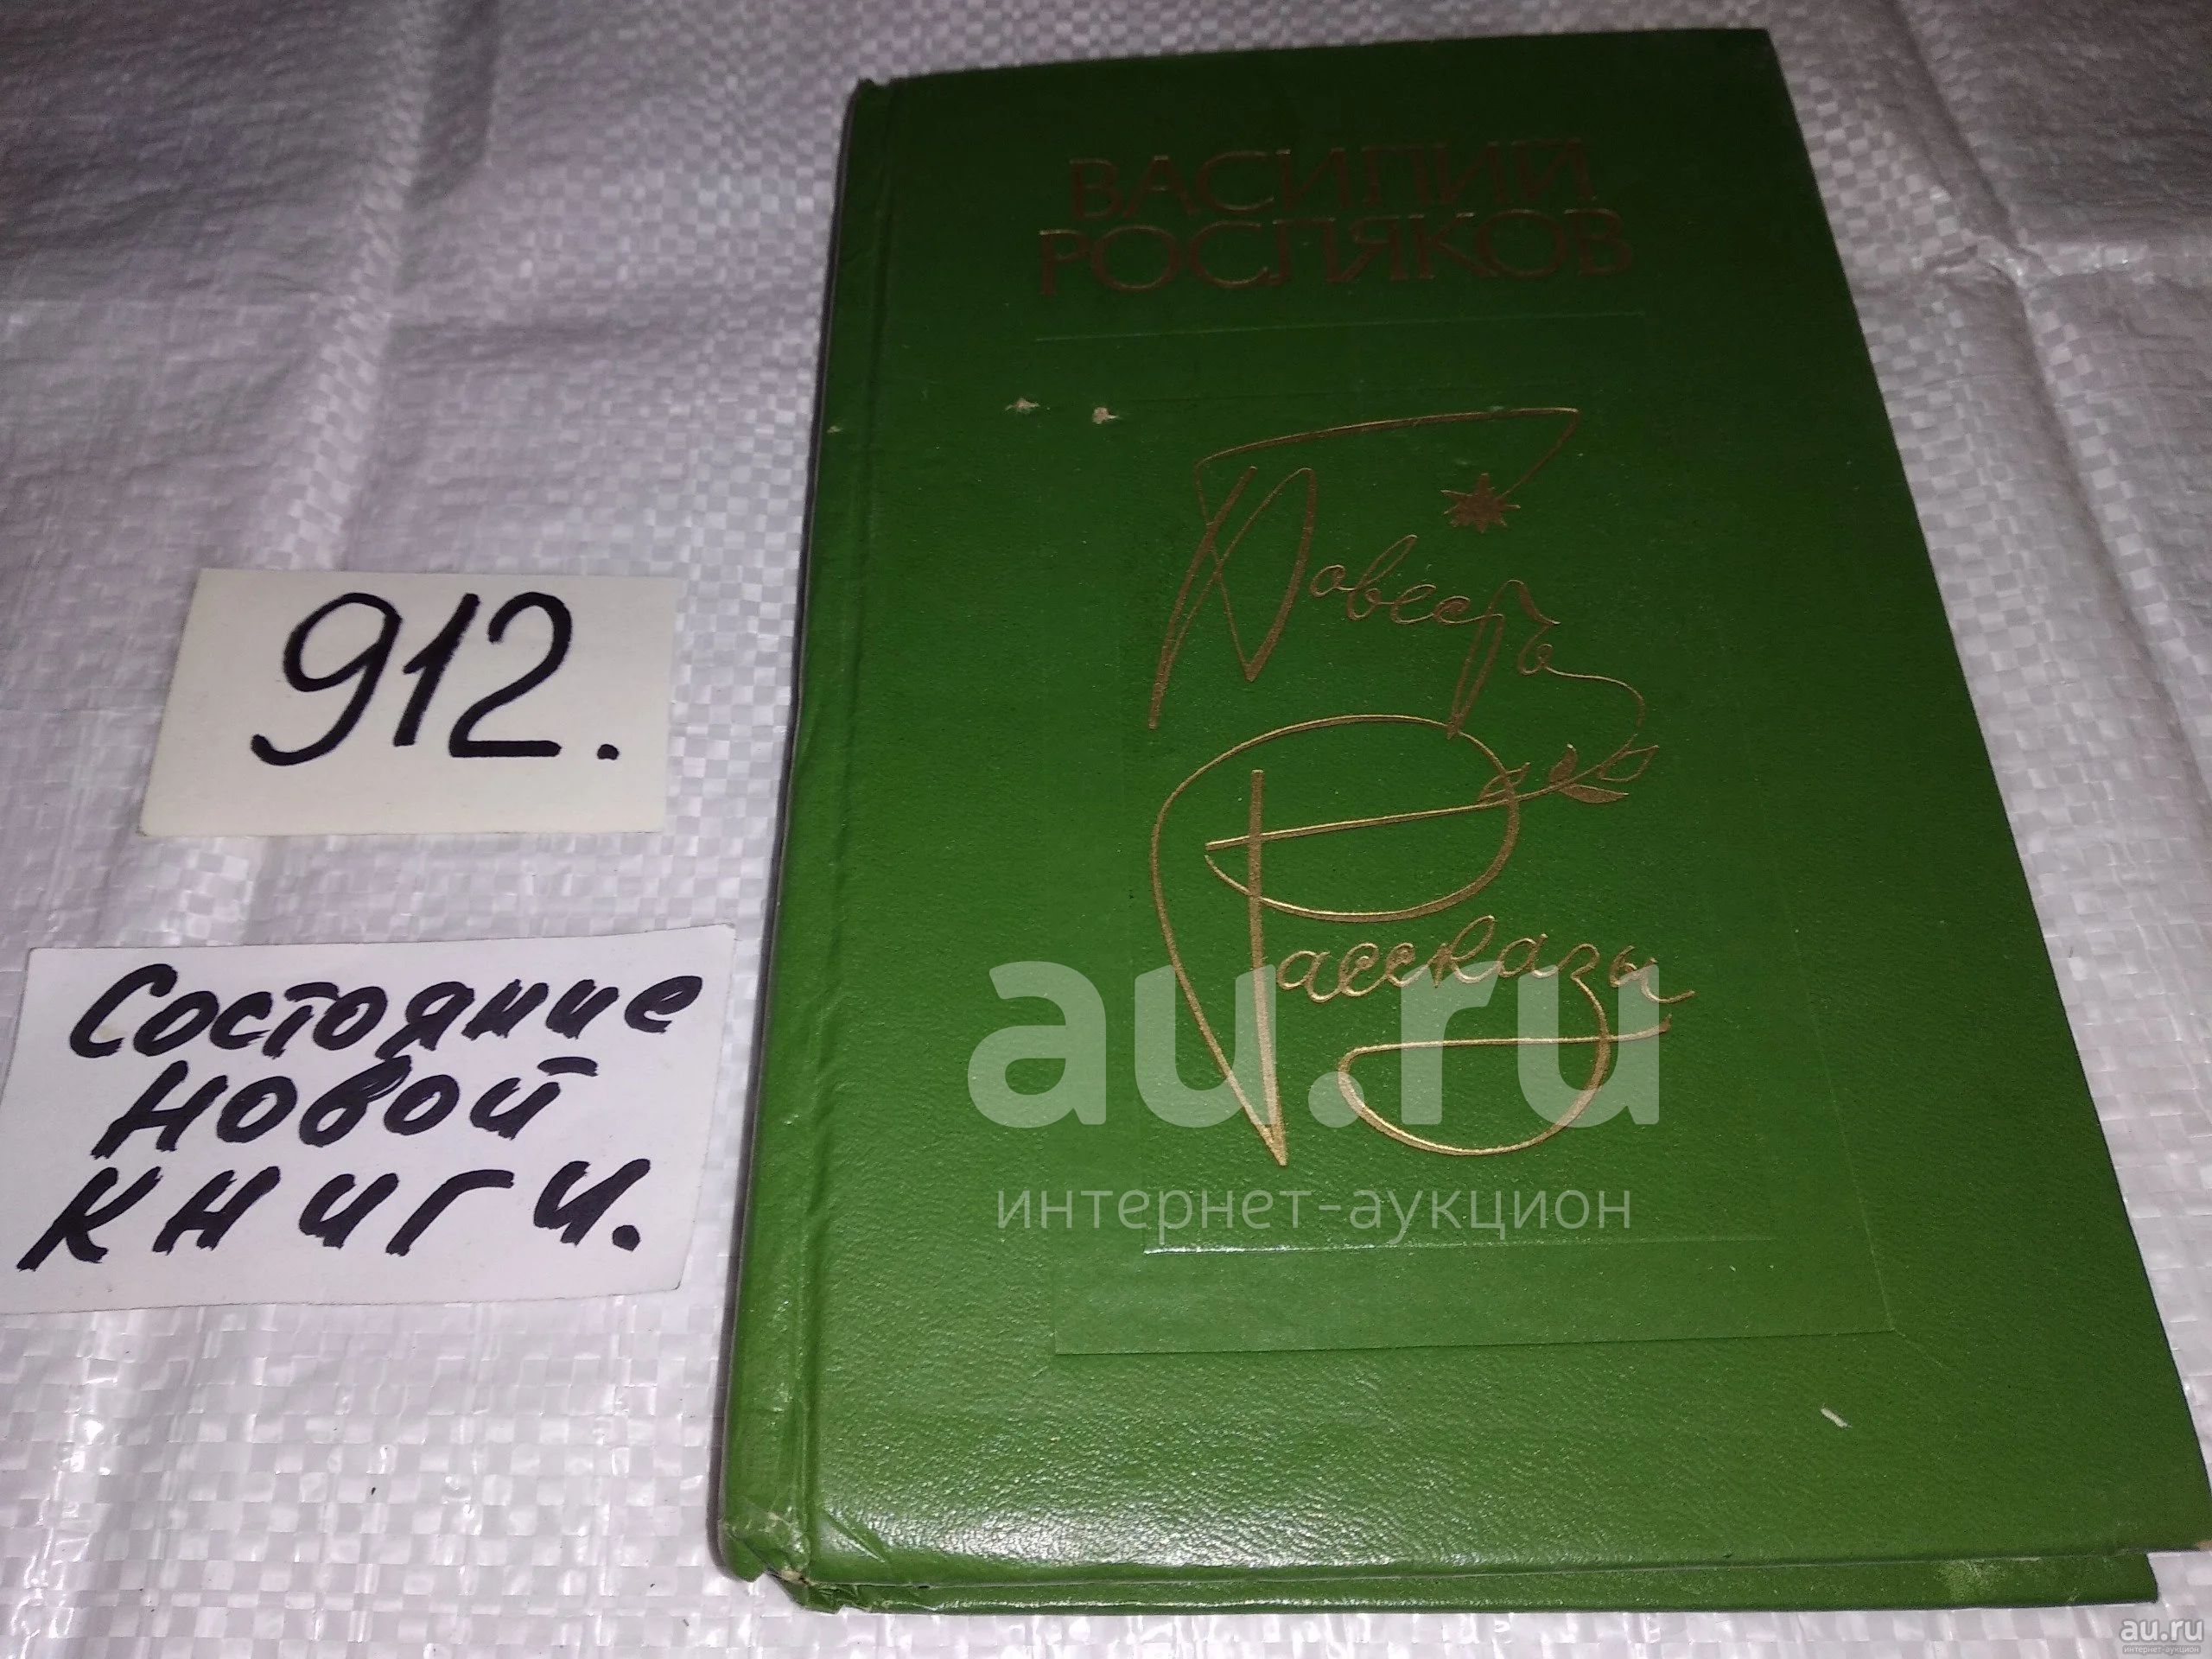 ВАСИЛИЙ
РОСЛЯКОВ
Повесть
Рассказы
912.
Состояние
новой
книги.
au.ru
интернет-аукцион
au.ru
интернет-аукцион